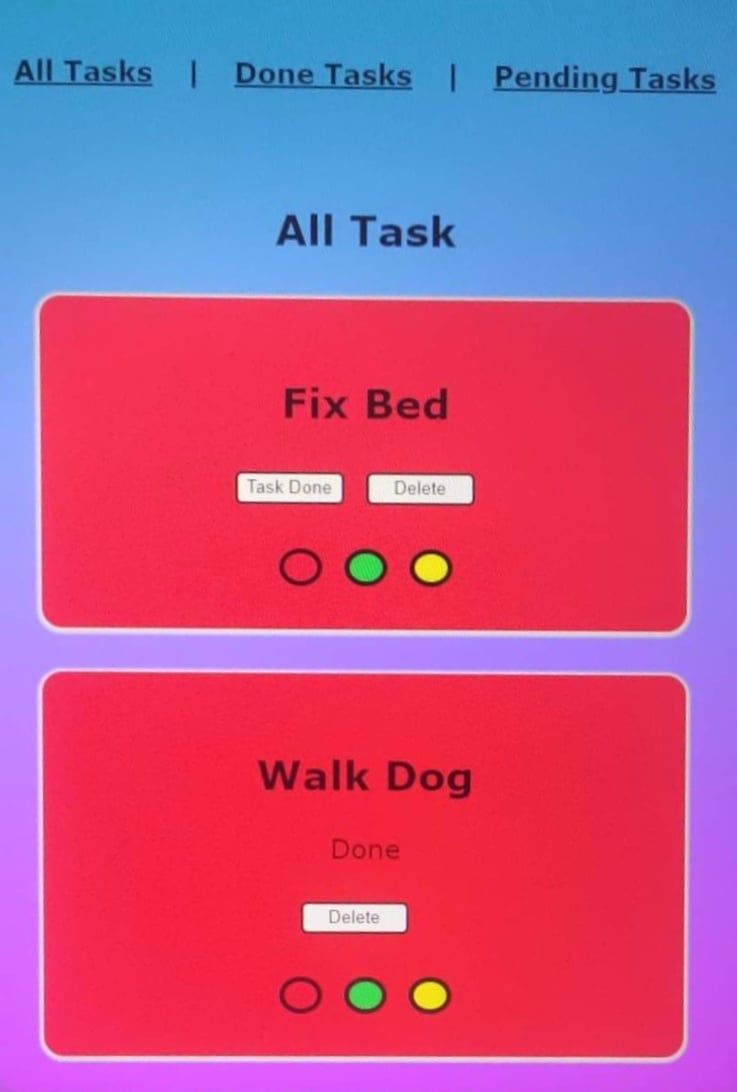 All Tasks | Done Tasks | Pending Tasks
All Task
Fix Bed
Task Done Delete
Walk Dog
Done
Delete